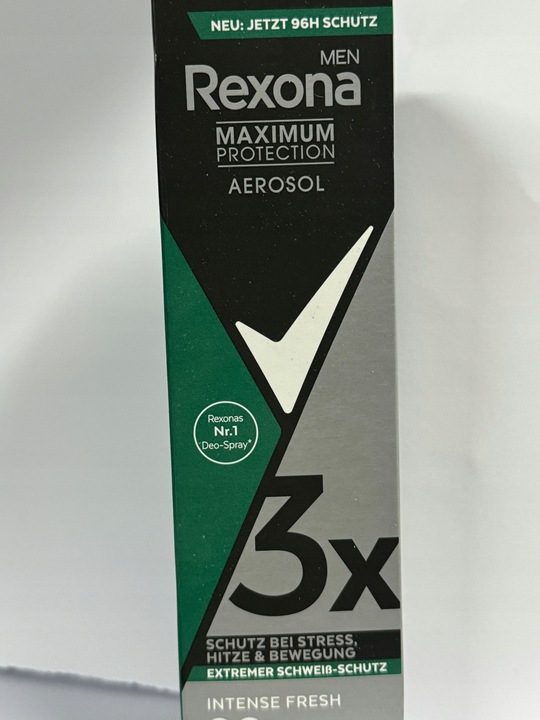 NEU: JETZT 96H SCHUTZ
MEN
Rexona
MAXIMUM
PROTECTION
AEROSOL
Rexonas
Nr.1
Deo-Spray*
3x
SCHUTZ BEI STRESS,
HITZE & BEWEGUNG
EXTREMER SCHWEIß-SCHUTZ
INTENSE FRESH